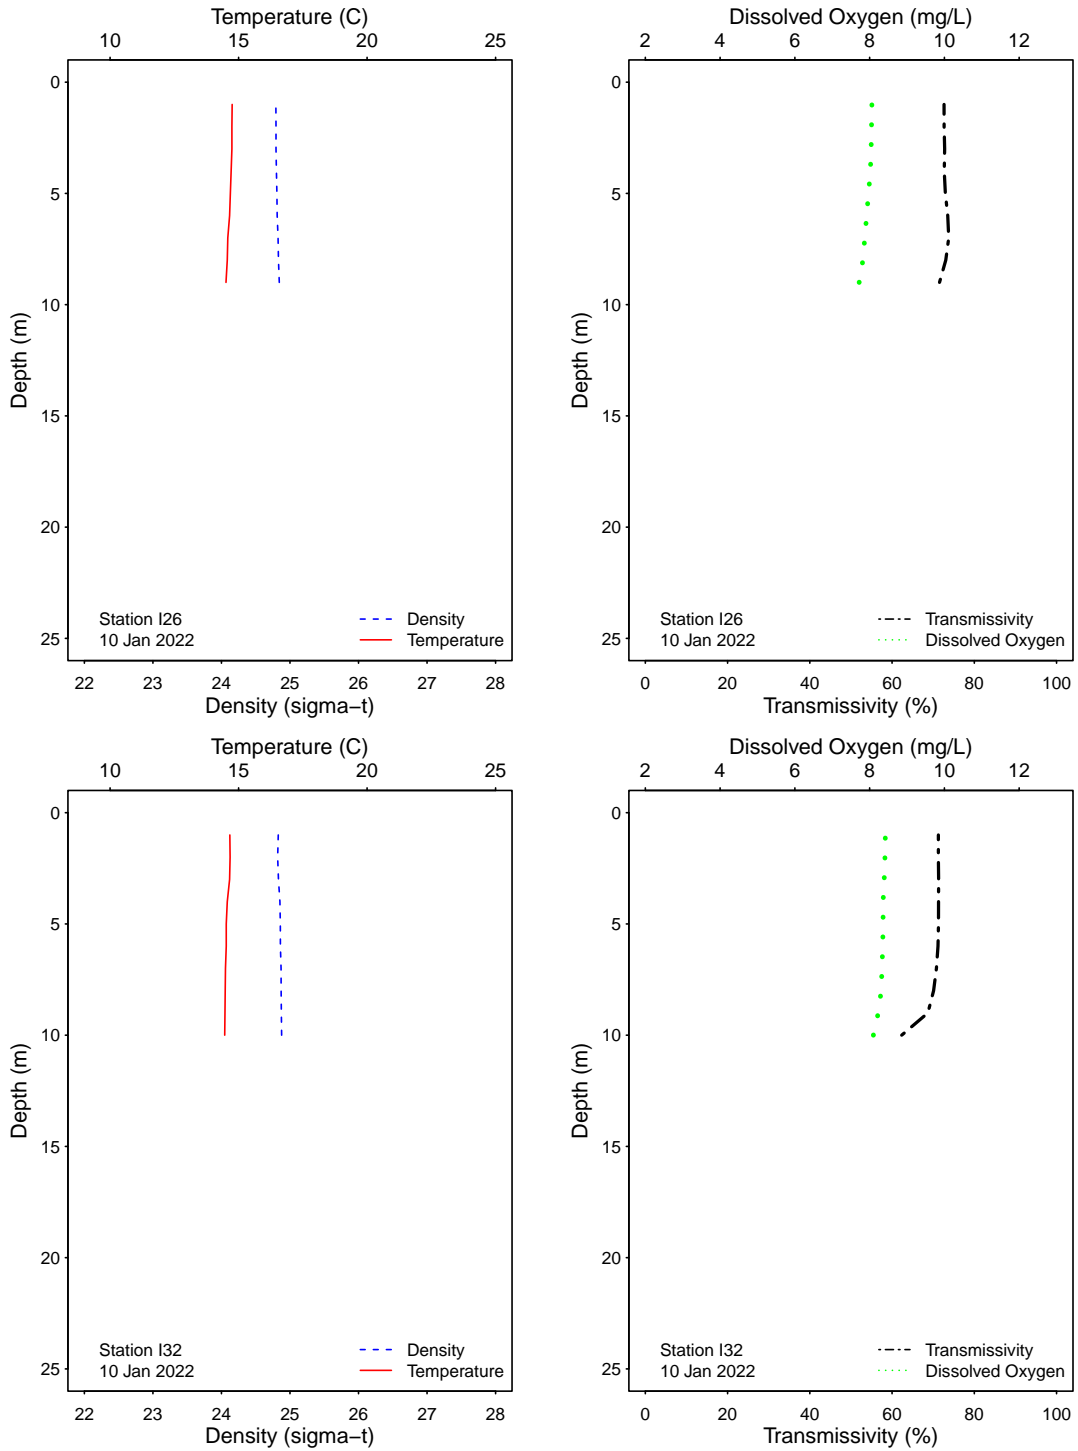 Temperature (C)
10 15 20 25
0
5
10
15
20
25
Depth (m)
Station I26
10 Jan 2022
Density
Temperature
22 23 24 25 26 27 28
Density (sigma−t)
Dissolved Oxygen (mg/L)
2 4 6 8 10 12
0
5
10
15
20
25
Depth (m)
Station I26
10 Jan 2022
Transmissivity
Dissolved Oxygen
0 20 40 60 80 100
Transmissivity (%)
Temperature (C)
10 15 20 25
0
5
10
15
20
25
Depth (m)
Station I32
10 Jan 2022
Density
Temperature
22 23 24 25 26 27 28
Density (sigma−t)
Dissolved Oxygen (mg/L)
2 4 6 8 10 12
0
5
10
15
20
25
Depth (m)
Station I32
10 Jan 2022
Transmissivity
Dissolved Oxygen
0 20 40 60 80 100
Transmissivity (%)